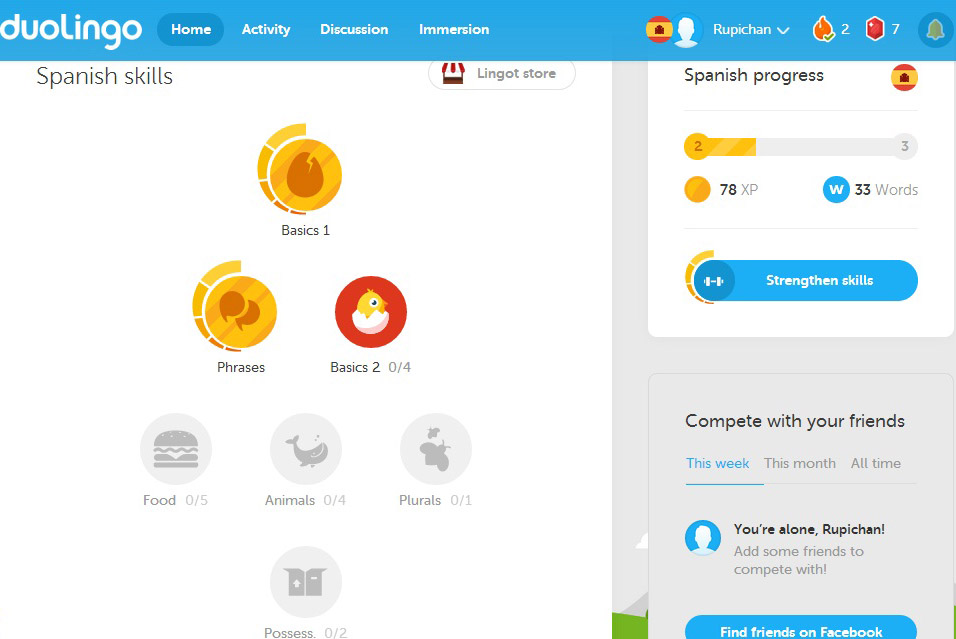 duolingo
Home Activity Discussion Immersion Rupichan 2 7
Spanish skills
Lingot store
Basics 1
Phrases
Basics 2 0/4
Food 0/5
Animals 0/4
Plurals 0/1
Possess. 0/2
Spanish progress
2 3
78 XP
W 33 Words
Strengthen skills
Compete with your friends
This week This month All time
You're alone, Rupichan!
Add some friends to
compete with!
Find friends on Facebook